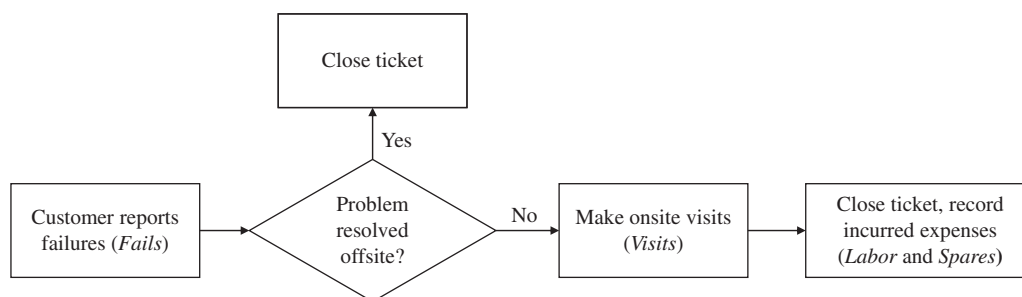 Close ticket
Yes
Customer reports
failures (Fails)
Problem
resolved
offsite?
No
Make onsite visits
(Visits)
Close ticket, record
incurred expenses
(Labor and Spares)